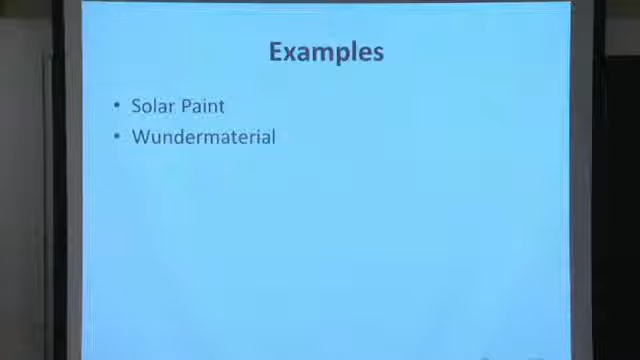 Examples
• Solar Paint
• Wundermaterial